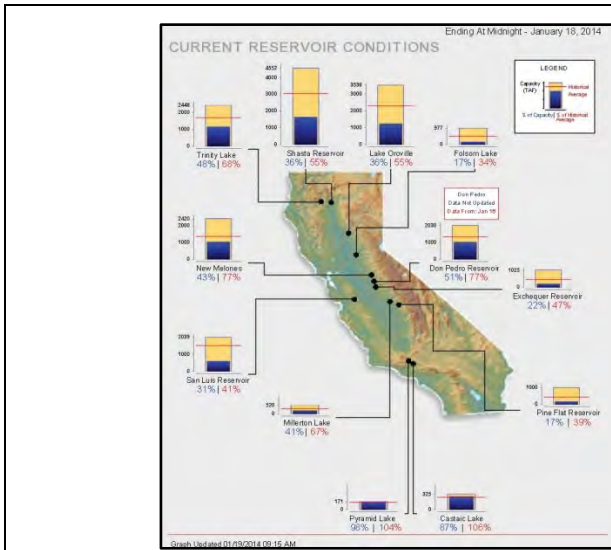 Ending At Midnight - January 18, 2014
CURRENT RESERVOIR CONDITIONS
LEGEND
Capacity
(TAF)
Historical
Average
% of Capacity | % of Historical
Average
2448
2000
1000
0
Trinity Lake
48% | 68%
4552
4000
3000
2000
1000
0
Shasta Reservoir
36% | 55%
3538
3000
2000
1000
0
Lake Oroville
36% | 55%
977
0
Folsom Lake
17% | 34%
Don Pedro
Data Not Updated
2420
2000
1000
0
New Melones
43% | 77%
2030
1000
0
Don Pedro Reservoir
51% | 77%
1025
0
Exchequer Reservoir
22% | 47%
2039
1000
0
San Luis Reservoir
31% | 41%
520
0
Millerton Lake
41% | 67%
1000
0
Pine Flat Reservoir
17% | 39%
171
0
Pyramid Lake
98% | 104%
325
0
Castaic Lake
87% | 106%
Graph Updated 01/19/2014 09:15 AM